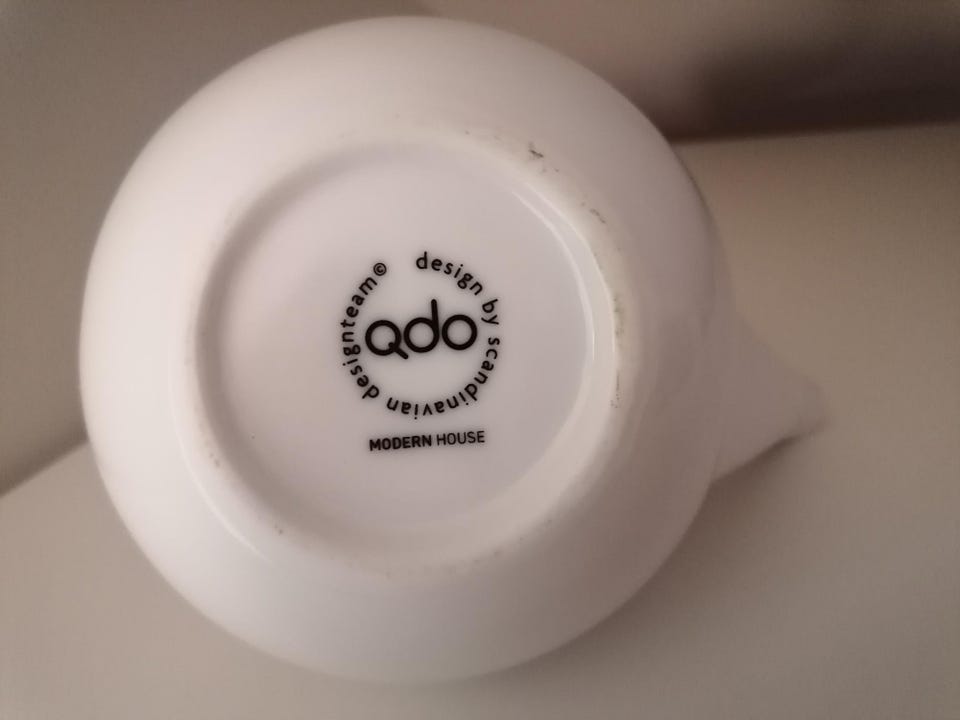 design by scandinavian designteam©
Qdo
MODERN HOUSE